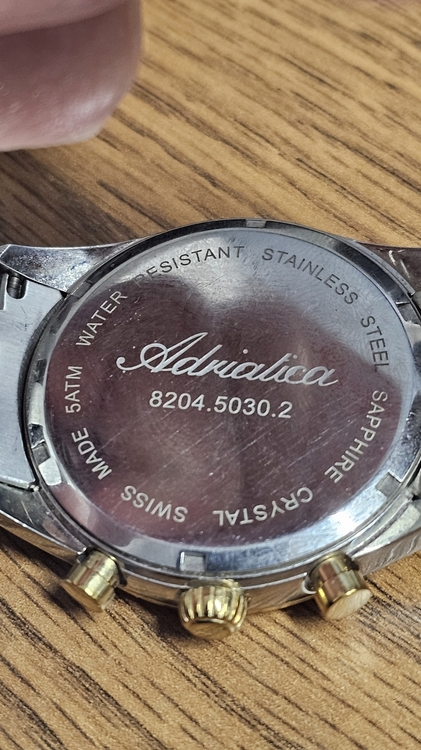 Adriatica
8204.5030.2
5ATM WATER RESISTANT STAINLESS STEEL SAPPHIRE CRYSTAL SWISS MADE